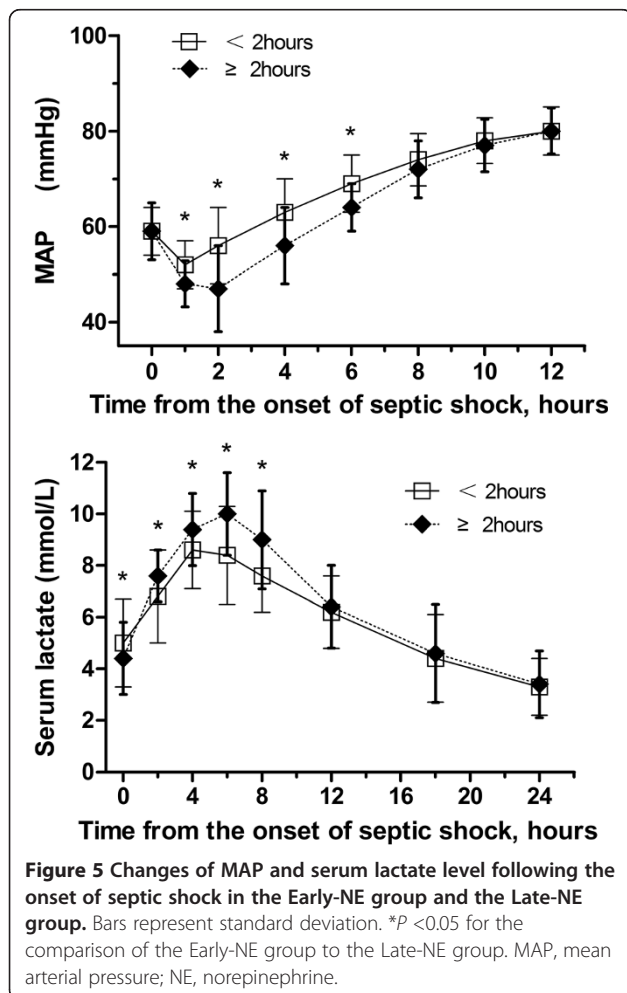 < 2hours
≥ 2hours
100
80
60
40
MAP (mmHg)
* * * * *
0 2 4 6 8 10 12
Time from the onset of septic shock, hours
12
10
8
6
4
2
0
Serum lactate (mmol/L)
* * * * *
< 2hours
≥ 2hours
0 4 8 12 16 20 24
Time from the onset of septic shock, hours
Figure 5 Changes of MAP and serum lactate level following the
onset of septic shock in the Early-NE group and the Late-NE
group. Bars represent standard deviation. *P <0.05 for the
comparison of the Early-NE group to the Late-NE group. MAP, mean
arterial pressure; NE, norepinephrine.